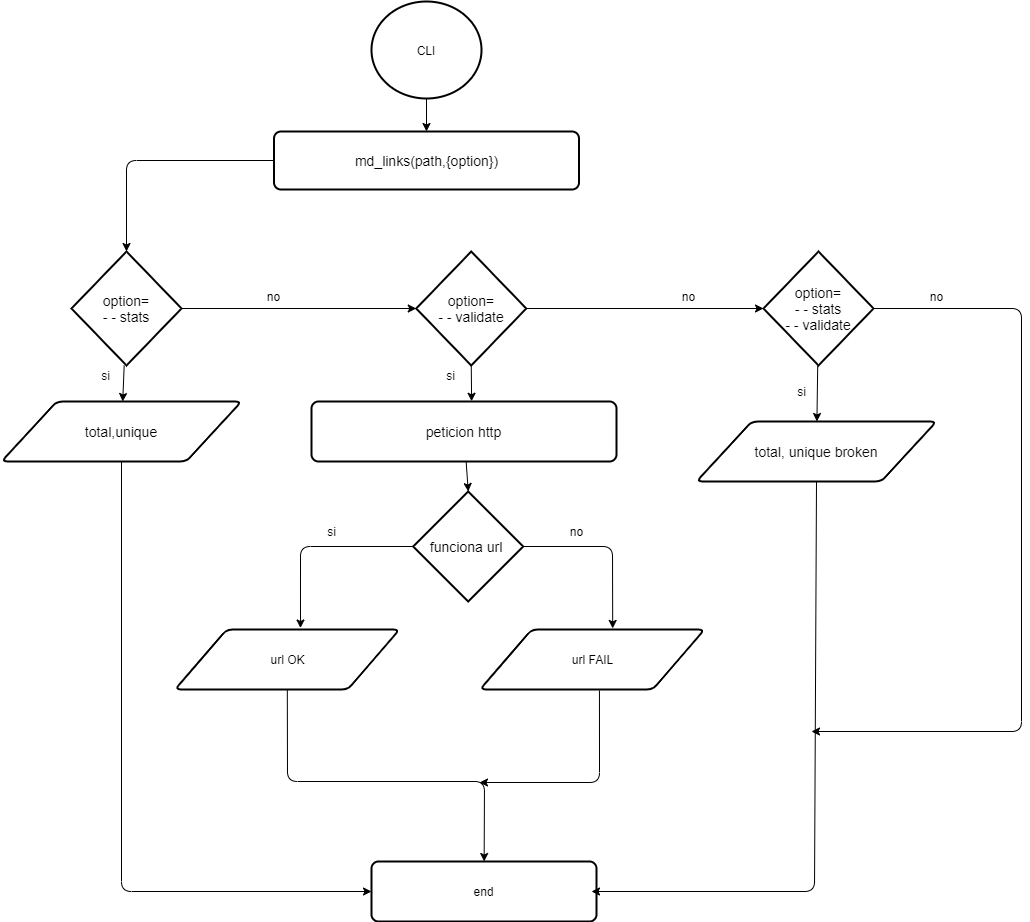 CLI
md_links(path,{option})
option=
- - stats
no
option=
- - validate
no
option=
- - stats
- - validate
no
si
si
si
total,unique
peticion http
total, unique broken
si
funciona url
no
url OK
url FAIL
end